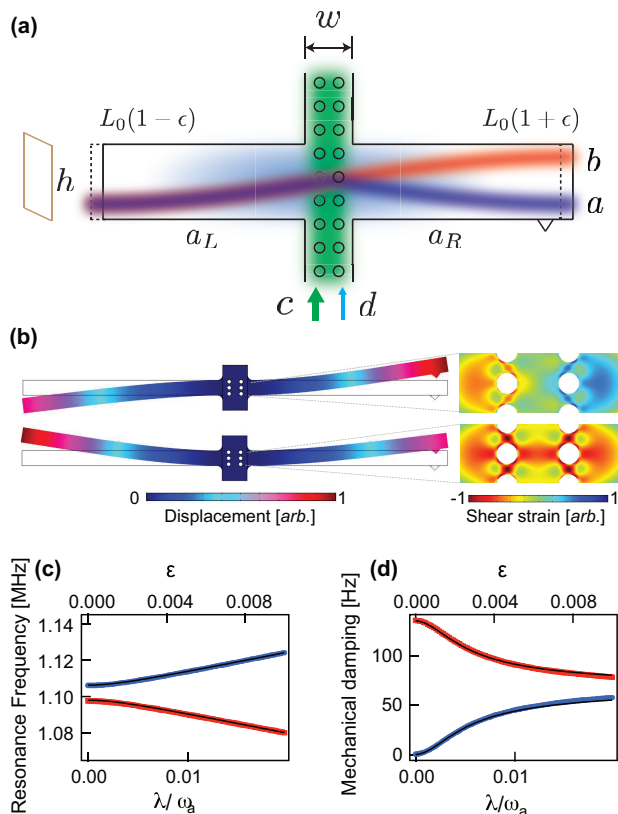 (a)
w
L₀(1 − ϵ)
L₀(1 + ϵ)
h
b
a
a_L
a_R
c
d
(b)
0
1
Displacement [arb.]
-1
1
Shear strain [arb.]
(c)
ε
0.000
0.004
0.008
Resonance Frequency [MHz]
1.14
1.12
1.10
1.08
0.00
0.01
λ/ωₐ
(d)
ε
0.000
0.004
0.008
Mechanical damping [Hz]
100
50
0
0.00
0.01
λ/ωₐ